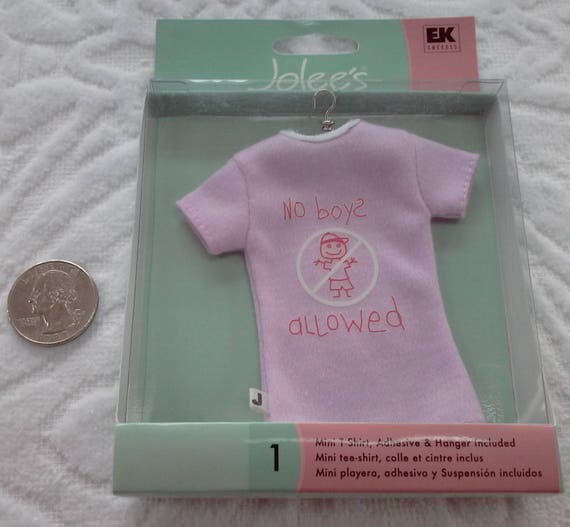 EK
SUCCESS
Jolee's
No boys
aLLOWed
J
1
Mini T-Shirt, Adhesive & Hanger Included
Mini tee-shirt, colle et cintre inclus
Mini playera, adhesivo y Suspensión incluidos